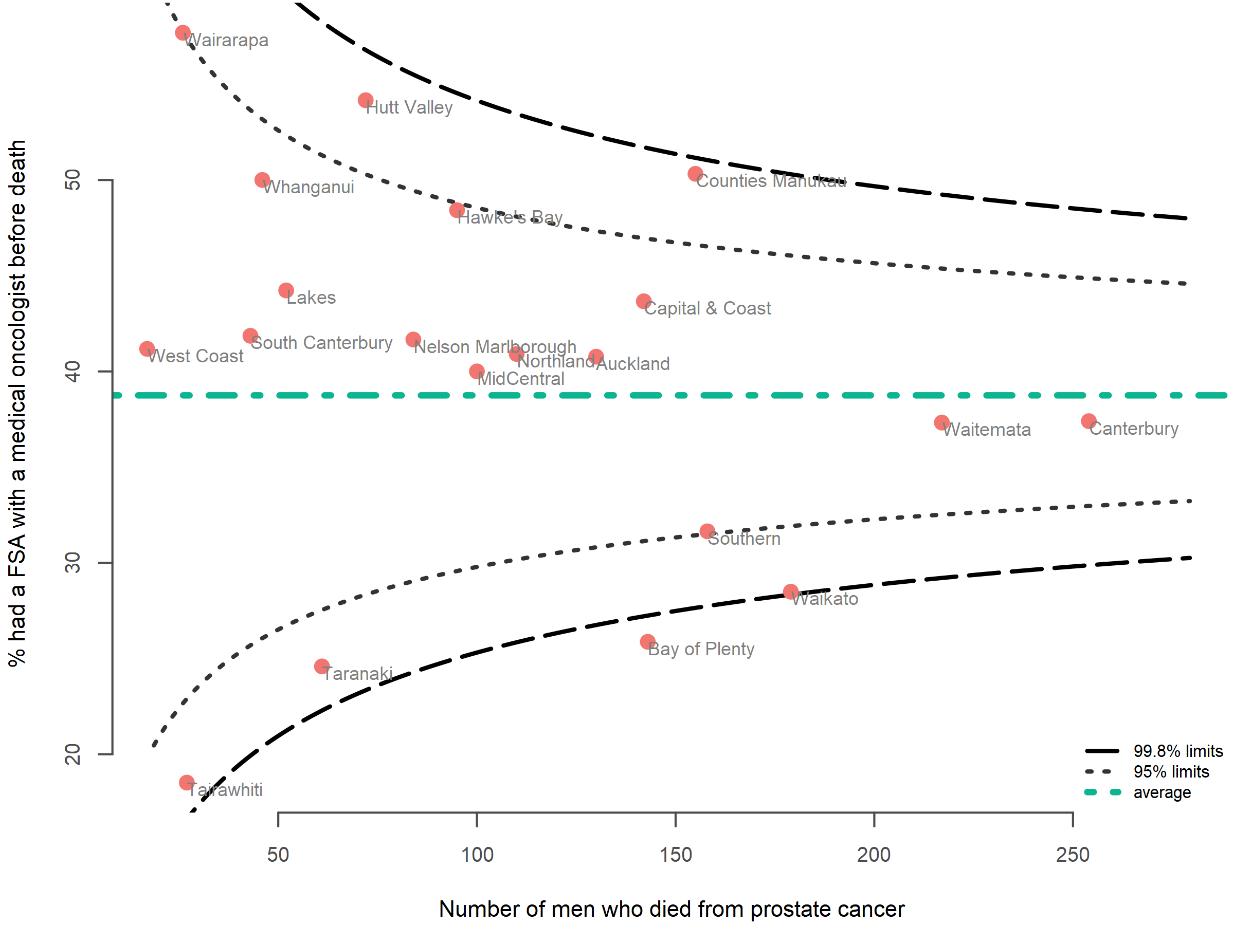 % had a FSA with a medical oncologist before death
50
40
30
20
Wairarapa
Hutt Valley
Counties Manukau
Whanganui
Hawke's Bay
Lakes
Capital & Coast
South Canterbury
Nelson Marlborough
West Coast
Northland
Auckland
MidCentral
Waitemata
Canterbury
Southern
Waikato
Bay of Plenty
Taranaki
Tairawhiti
99.8% limits
95% limits
average
50
100
150
200
250
Number of men who died from prostate cancer